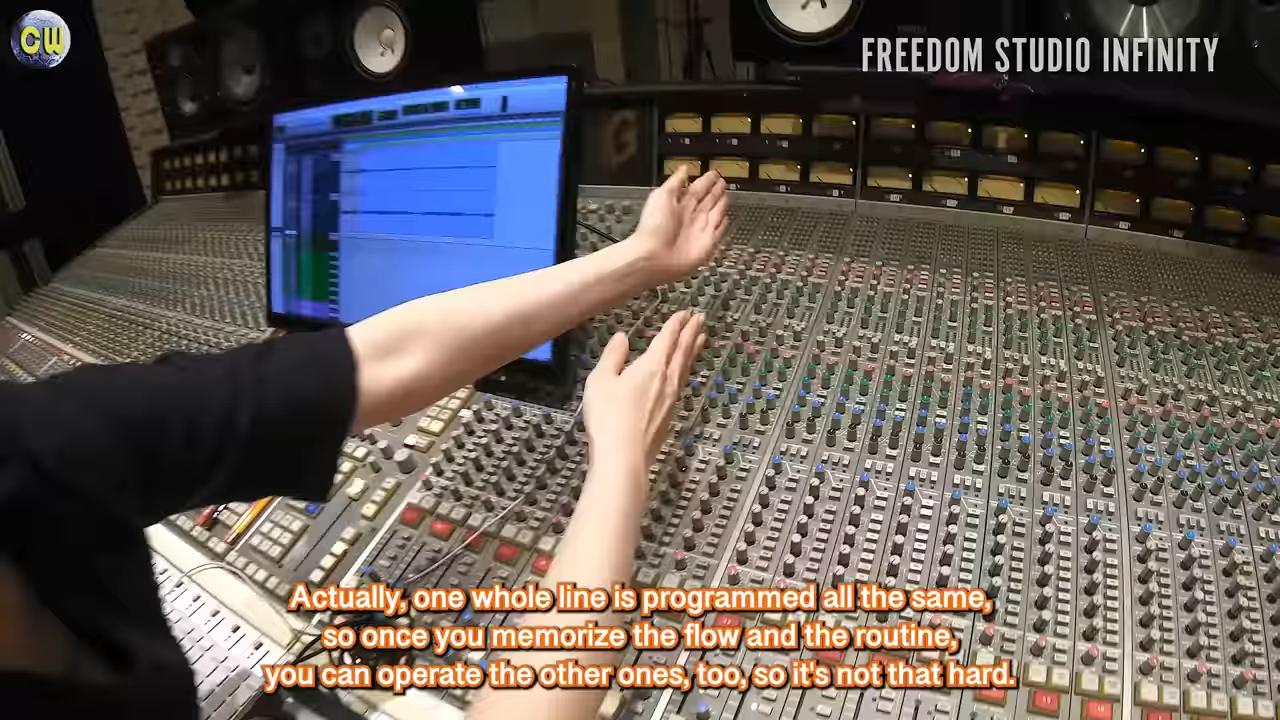 CW
FREEDOM STUDIO INFINITY
G
Actually, one whole line is programmed all the same,
so once you memorize the flow and the routine,
you can operate the other ones, too, so it's not that hard.